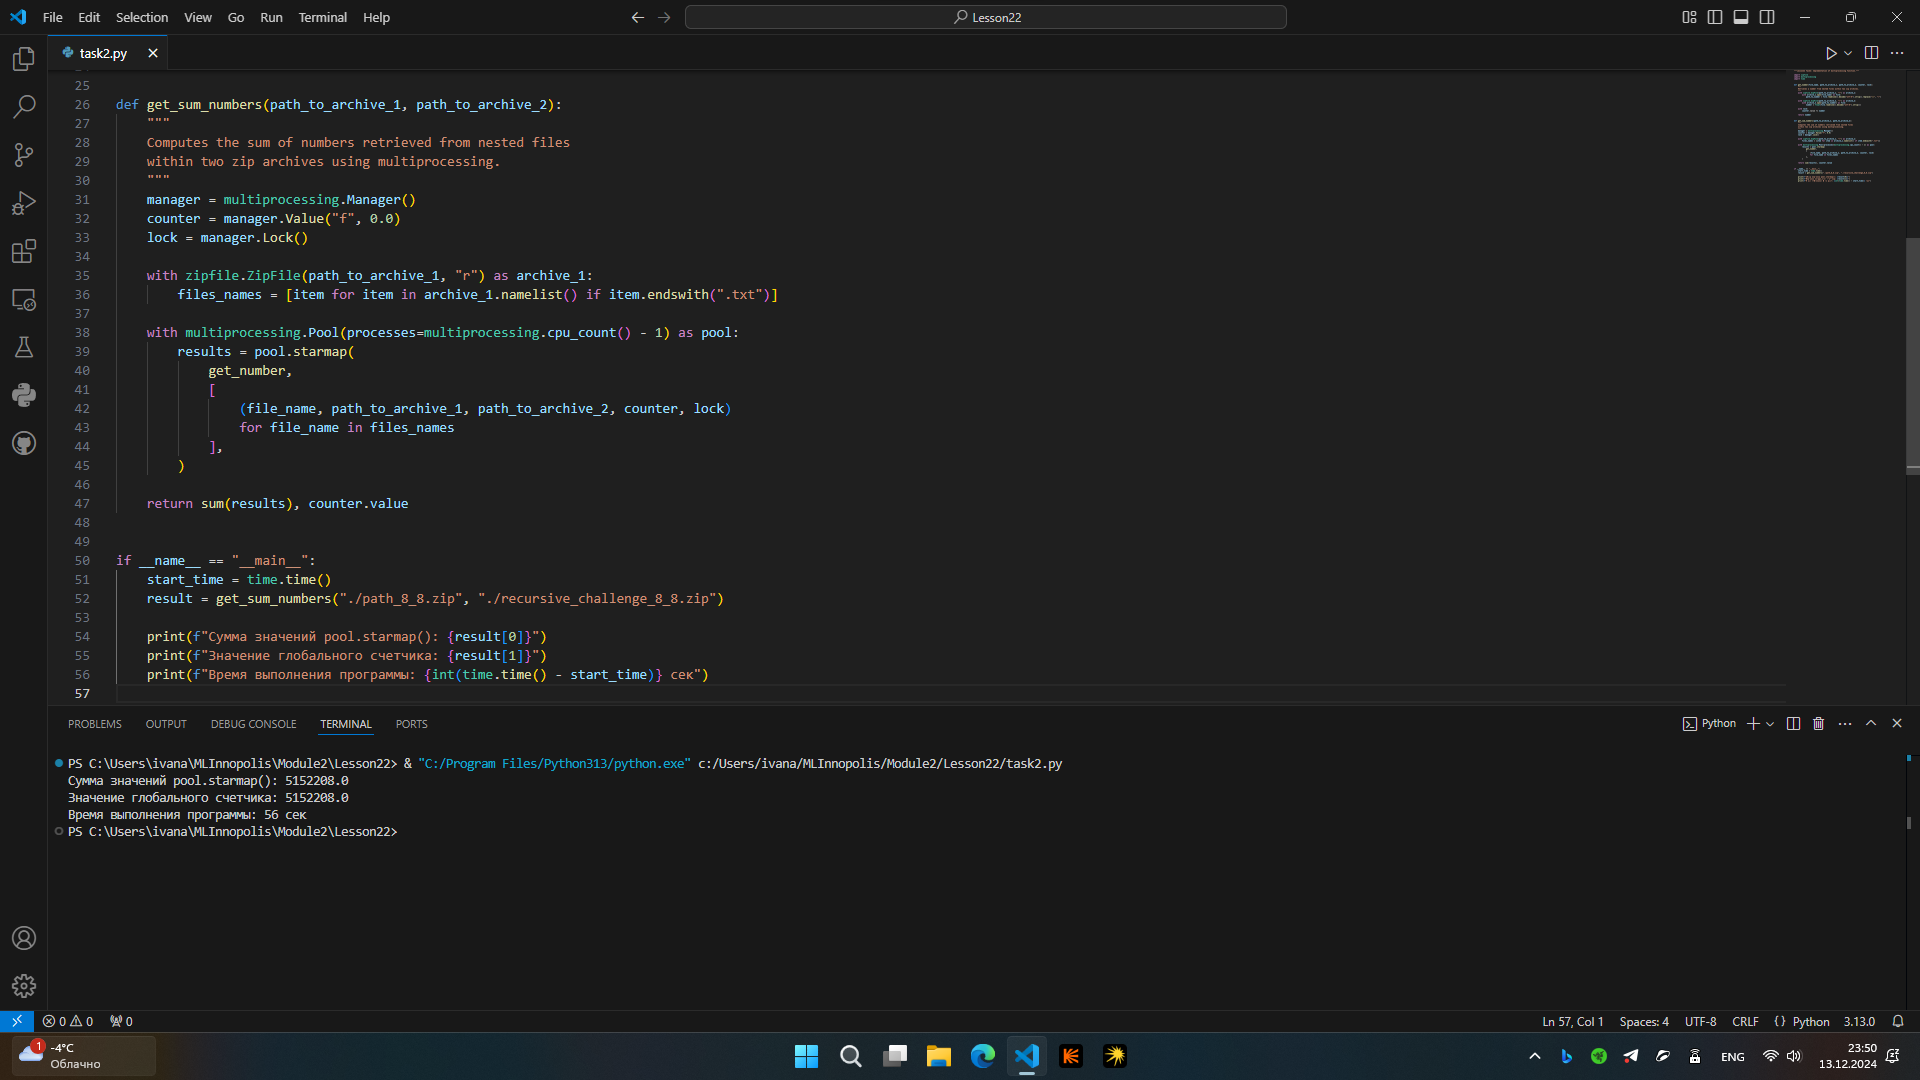 File Edit Selection View Go Run Terminal Help
Lesson22
task2.py
25
26 def get_sum_numbers(path_to_archive_1, path_to_archive_2):
27 """
28 Computes the sum of numbers retrieved from nested files
29 within two zip archives using multiprocessing.
30 """
31 manager = multiprocessing.Manager()
32 counter = manager.Value("f", 0.0)
33 lock = manager.Lock()
34
35 with zipfile.ZipFile(path_to_archive_1, "r") as archive_1:
36 files_names = [item for item in archive_1.namelist() if item.endswith(".txt")]
37
38 with multiprocessing.Pool(processes=multiprocessing.cpu_count() - 1) as pool:
39 results = pool.starmap(
40 get_number,
41 [
42 (file_name, path_to_archive_1, path_to_archive_2, counter, lock)
43 for file_name in files_names
44 ],
45 )
46
47 return sum(results), counter.value
48
49
50 if __name__ == "__main__":
51 start_time = time.time()
52 result = get_sum_numbers("./path_8_8.zip", "./recursive_challenge_8_8.zip")
53
54 print(f"Сумма значений pool.starmap(): {result[0]}")
55 print(f"Значение глобального счетчика: {result[1]}")
56 print(f"Время выполнения программы: {int(time.time() - start_time)} сек")
57
PROBLEMS OUTPUT DEBUG CONSOLE TERMINAL PORTS
Python
PS C:\Users\ivana\MLInnopolis\Module2\Lesson22> & "C:/Program Files/Python313/python.exe" c:/Users/ivana/MLInnopolis/Module2/Lesson22/task2.py
Сумма значений pool.starmap(): 5152208.0
Значение глобального счетчика: 5152208.0
Время выполнения программы: 56 сек
PS C:\Users\ivana\MLInnopolis\Module2\Lesson22>
0 0 0
Ln 57, Col 1 Spaces: 4 UTF-8 CRLF {} Python 3.13.0
1
-4°C
Облачно
ENG
23:50
13.12.2024